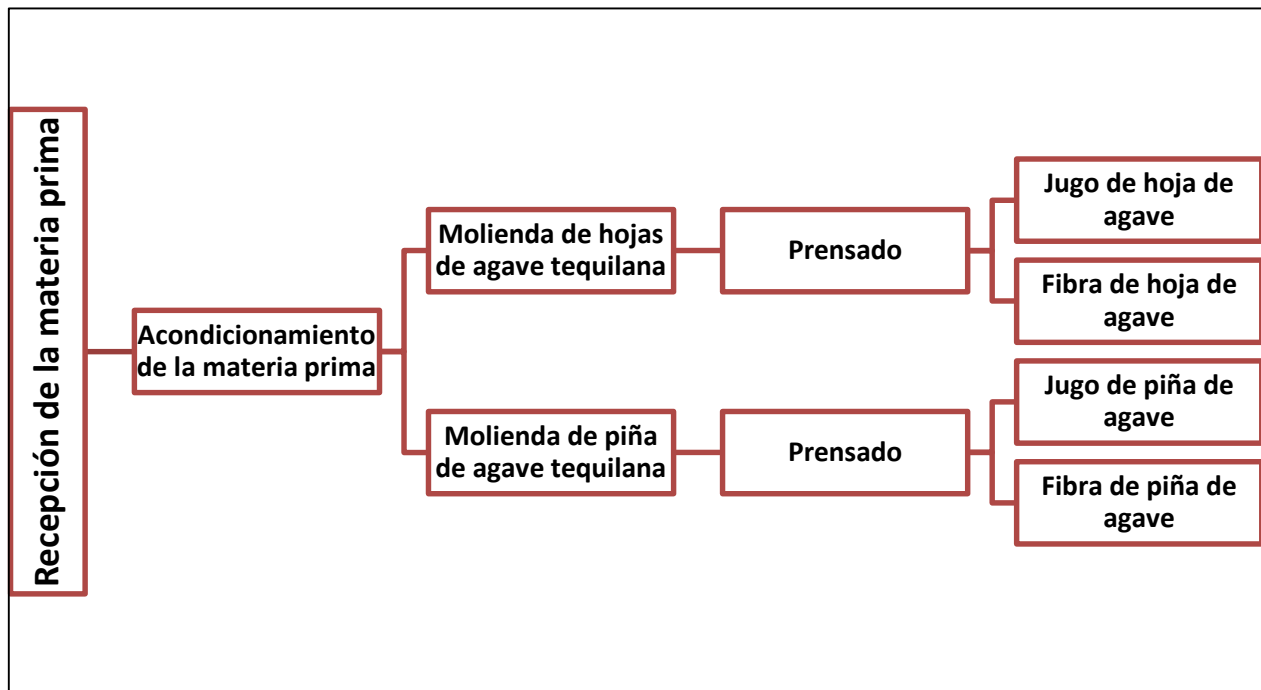 Recepción de la materia prima
Acondicionamiento
de la materia prima
Molienda de hojas
de agave tequilana
Prensado
Jugo de hoja de
agave
Fibra de hoja de
agave
Molienda de piña
de agave tequilana
Prensado
Jugo de piña de
agave
Fibra de piña de
agave